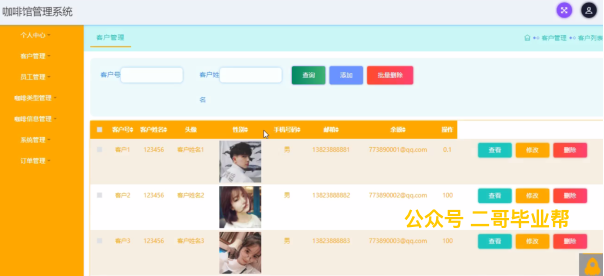 咖啡馆管理系统
个人中心
客户管理
员工管理
咖啡类型管理
咖啡信息管理
系统管理
订单管理
客户管理
客户管理 客户列表
客户号 客户姓名 查询 添加 批量删除
客户号 客户姓名 头像 性别 手机号码 邮箱 余额 操作
客户1 123456 客户姓名1 男 13823888881 773890001@qq.com 0.1 查看 修改 删除
客户2 123456 客户姓名2 男 13823888882 773890002@qq.com 100 查看 修改 删除
公众号 二哥毕业帮
客户3 123456 客户姓名3 男 13823888883 773890003@qq.com 100 查看 修改 删除